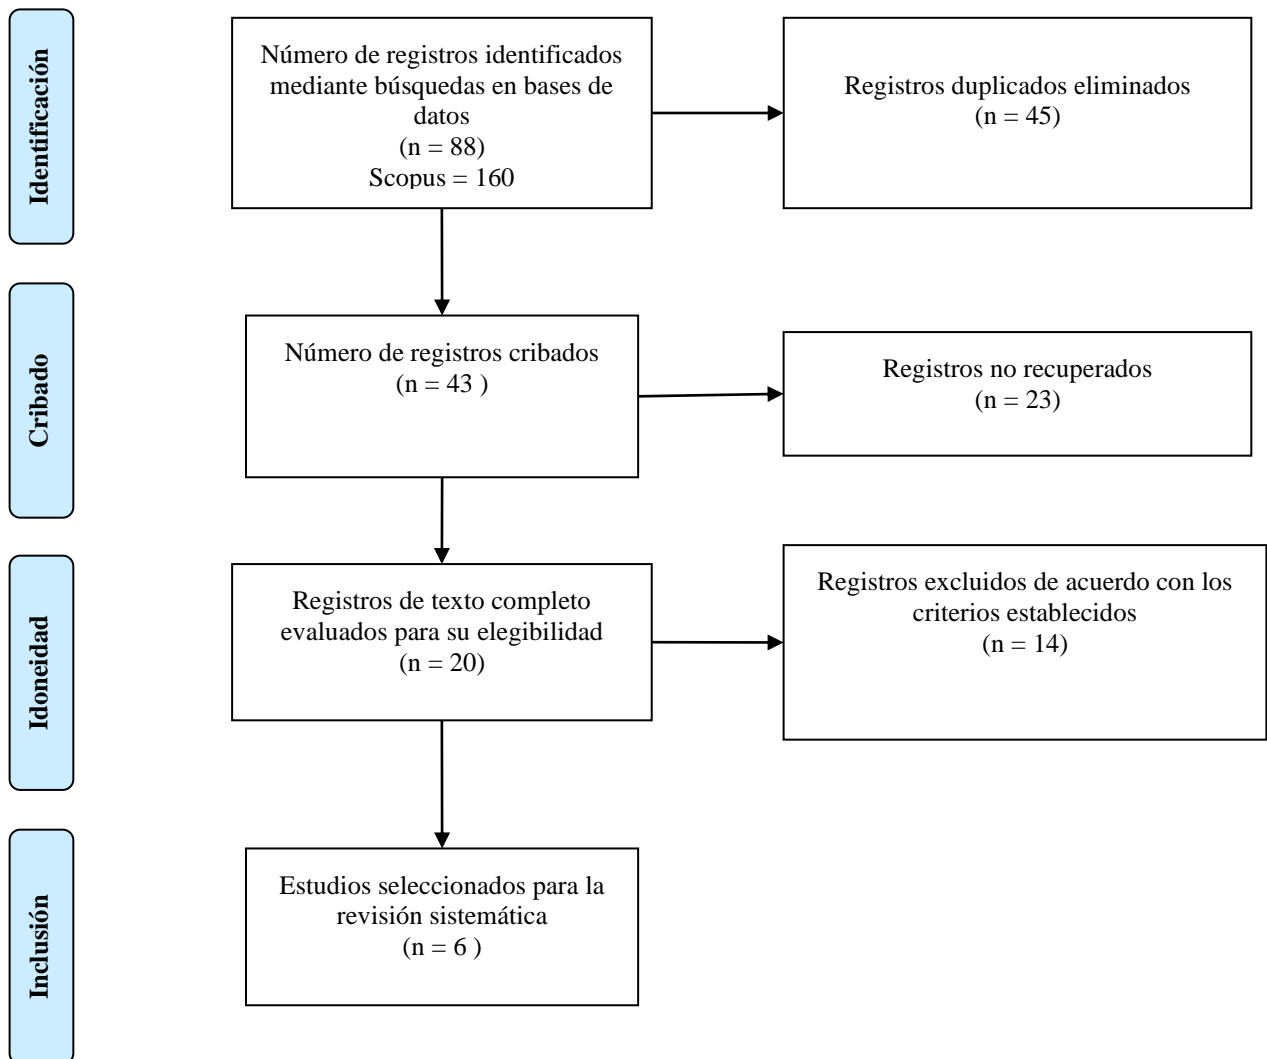 Identificación
Número de registros identificados
mediante búsquedas en bases de
datos
(n = 88)
Scopus = 160
Registros duplicados eliminados
(n = 45)
Cribado
Número de registros cribados
(n = 43 )
Registros no recuperados
(n = 23)
Idoneidad
Registros de texto completo
evaluados para su elegibilidad
(n = 20)
Registros excluidos de acuerdo con los
criterios establecidos
(n = 14)
Inclusión
Estudios seleccionados para la
revisión sistemática
(n = 6 )